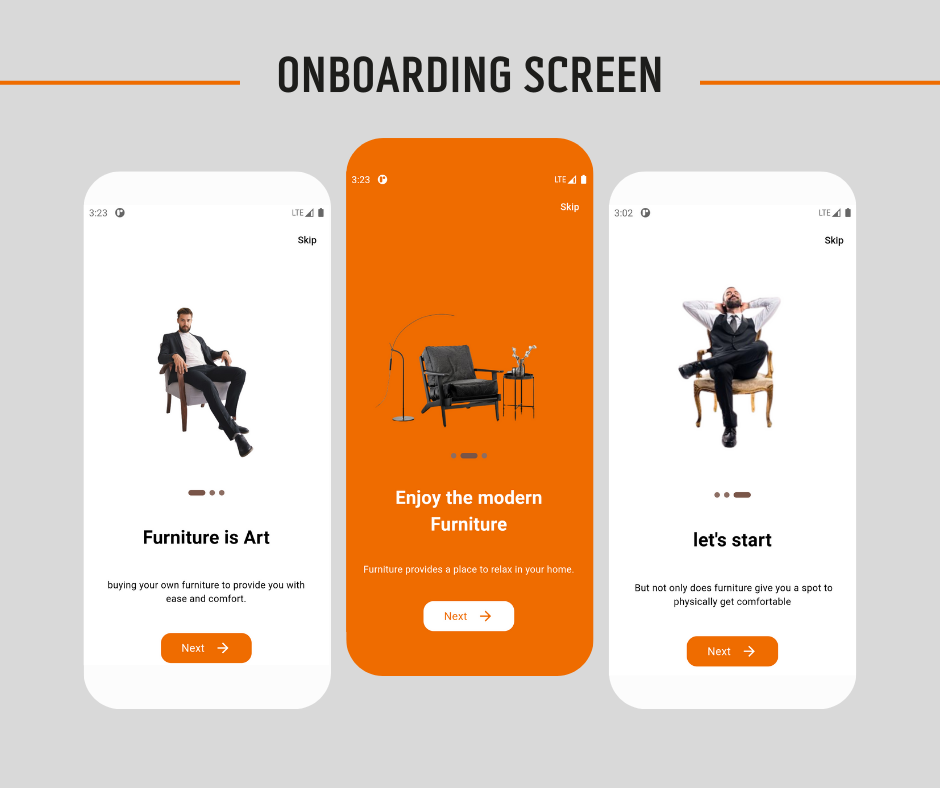 ONBOARDING SCREEN
3:23
LTE
Skip
Furniture is Art
buying your own furniture to provide you with
ease and comfort.
Next
3:23
LTE
Skip
Enjoy the modern
Furniture
Furniture provides a place to relax in your home.
Next
3:02
LTE
Skip
let's start
But not only does furniture give you a spot to
physically get comfortable
Next